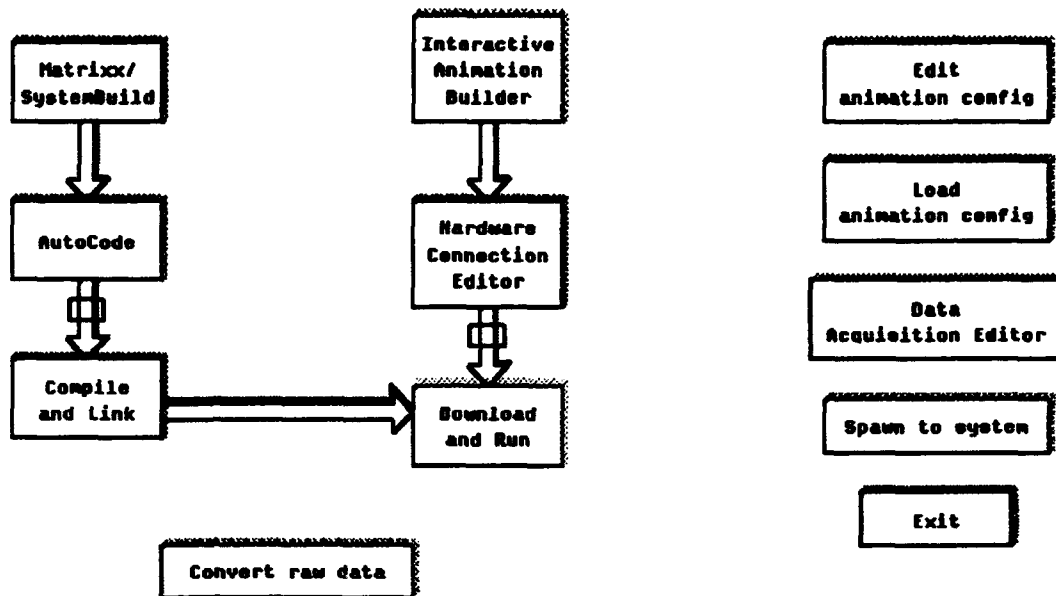 Matrixx/
SystemBuild
AutoCode
Compile
and Link
Interactive
Animation
Builder
Hardware
Connection
Editor
Download
and Run
Convert raw data
Edit
animation config
Load
animation config
Data
Acquisition Editor
Spawn to system
Exit